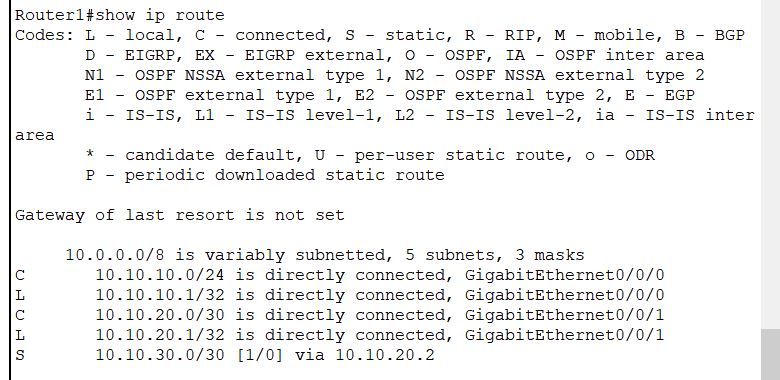 Router1#show ip route
Codes: L - local, C - connected, S - static, R - RIP, M - mobile, B - BGP
D - EIGRP, EX - EIGRP external, O - OSPF, IA - OSPF inter area
N1 - OSPF NSSA external type 1, N2 - OSPF NSSA external type 2
E1 - OSPF external type 1, E2 - OSPF external type 2, E - EGP
i - IS-IS, L1 - IS-IS level-1, L2 - IS-IS level-2, ia - IS-IS inter
area
* - candidate default, U - per-user static route, o - ODR
P - periodic downloaded static route
Gateway of last resort is not set
10.0.0.0/8 is variably subnetted, 5 subnets, 3 masks
C 10.10.10.0/24 is directly connected, GigabitEthernet0/0/0
L 10.10.10.1/32 is directly connected, GigabitEthernet0/0/0
C 10.10.20.0/30 is directly connected, GigabitEthernet0/0/1
L 10.10.20.1/32 is directly connected, GigabitEthernet0/0/1
S 10.10.30.0/30 [1/0] via 10.10.20.2